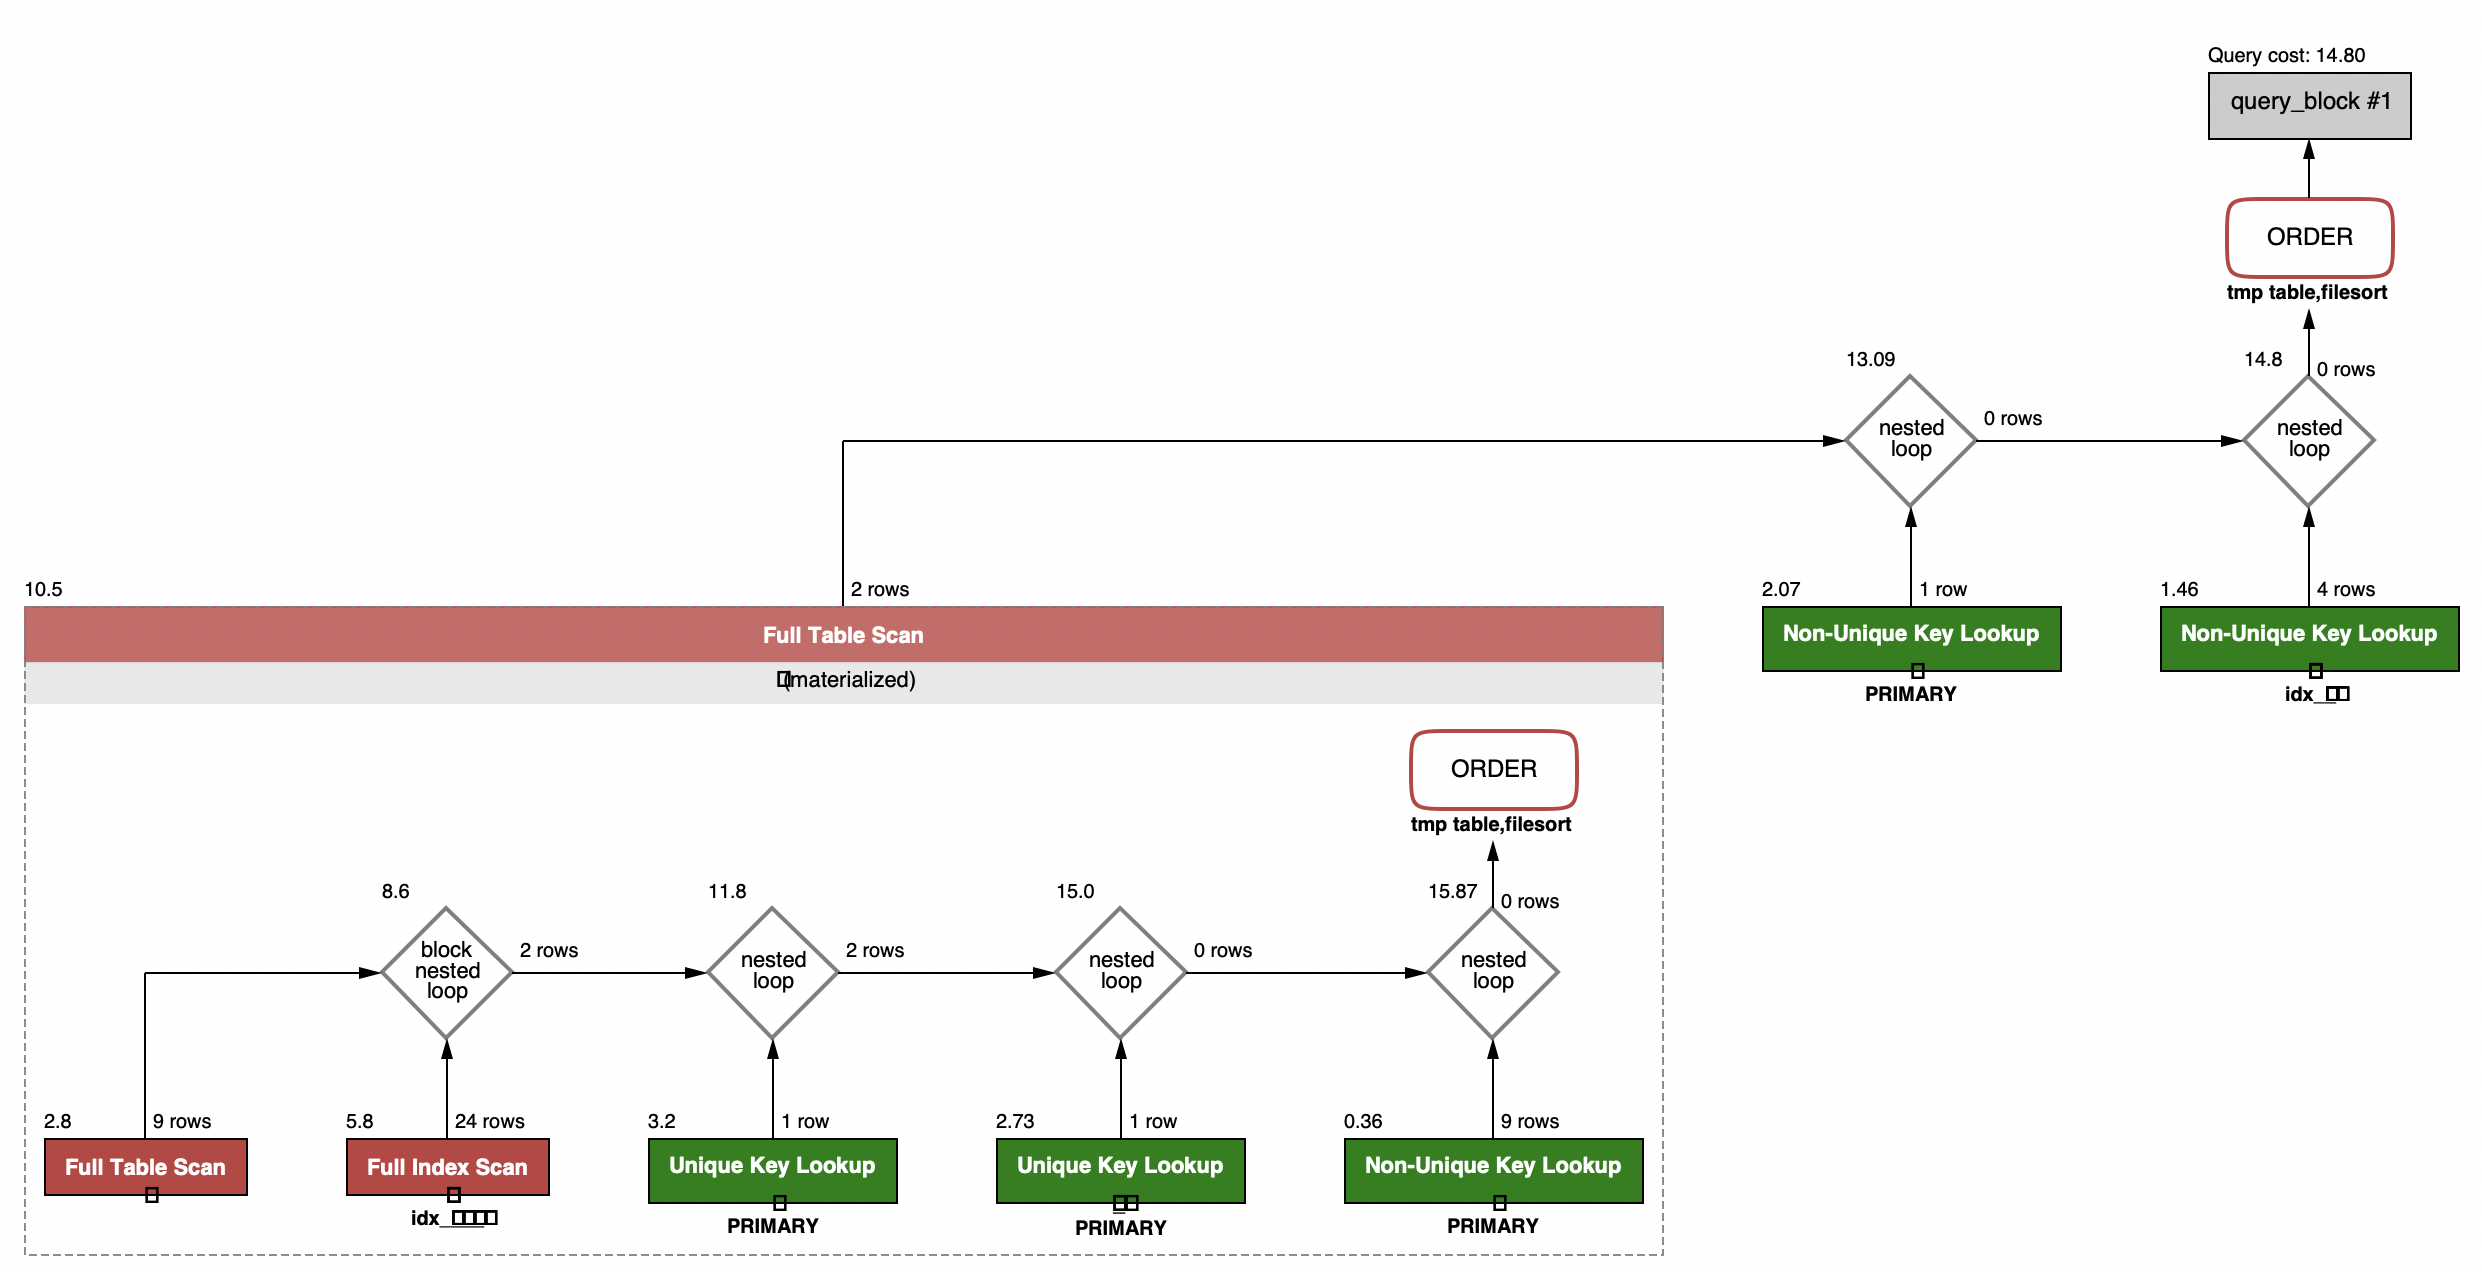 Query cost: 14.80
query_block #1
ORDER
tmp table,filesort
13.09
14.8
0 rows
nested
loop
0 rows
nested
loop
10.5
2 rows
2.07
1 row
1.46
4 rows
Full Table Scan
Non-Unique Key Lookup
Non-Unique Key Lookup
(materialized)
PRIMARY
idx_
ORDER
tmp table,filesort
8.6
11.8
15.0
15.87
0 rows
block
nested
loop
2 rows
nested
loop
2 rows
nested
loop
0 rows
nested
loop
2.8
9 rows
5.8
24 rows
3.2
1 row
2.73
1 row
0.36
9 rows
Full Table Scan
Full Index Scan
Unique Key Lookup
Unique Key Lookup
Non-Unique Key Lookup
idx_
PRIMARY
PRIMARY
PRIMARY